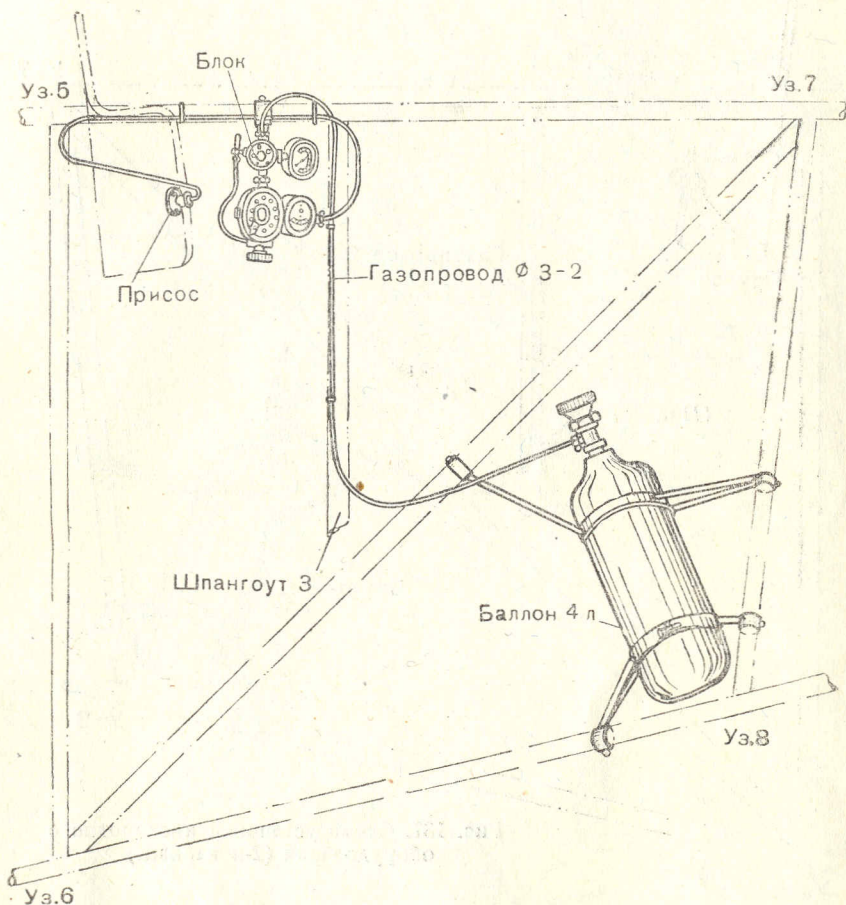 Блок
Уз.5
Уз.7
Присос
Газопровод Ø 3-2
Шпангоут 3
Баллон 4 л
Уз.8
Уз.6